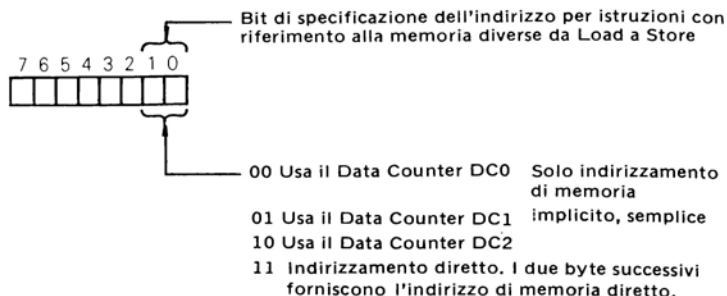 Bit di specificazione dell'indirizzo per istruzioni con
riferimento alla memoria diverse da Load a Store
7 6 5 4 3 2 1 0
00 Usa il Data Counter DC0 Solo indirizzamento
di memoria
01 Usa il Data Counter DC1 implicito, semplice
10 Usa il Data Counter DC2
11 Indirizzamento diretto. I due byte successivi
forniscono l'indirizzo di memoria diretto.